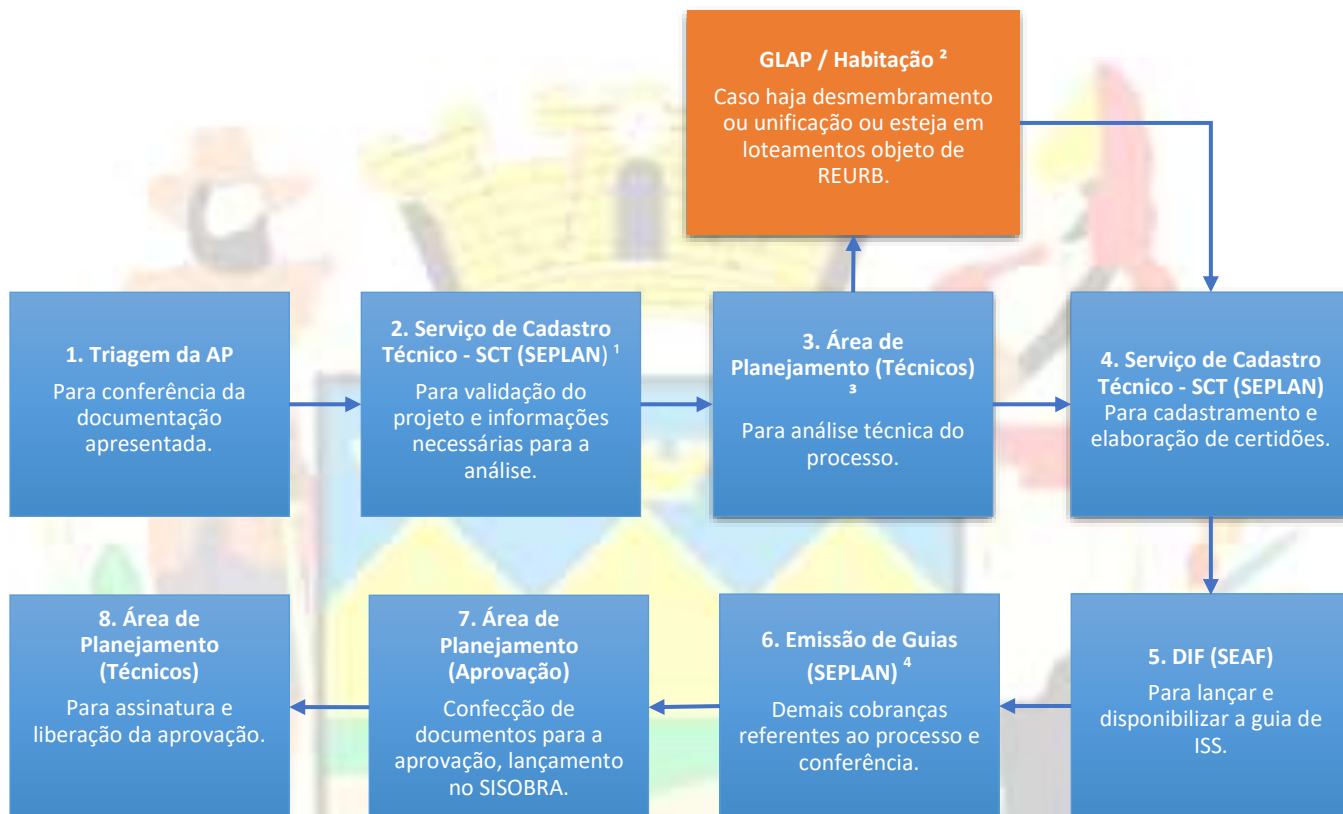 GLAP / Habitação ²
Caso haja desmembramento
ou unificação ou esteja em
loteamentos objeto de
REURB.
1. Triagem da AP
Para conferência da
documentação
apresentada.
2. Serviço de Cadastro
Técnico - SCT (SEPLAN) ¹
Para validação do
projeto e informações
necessárias para a
análise.
3. Área de
Planejamento (Técnicos)
³
Para análise técnica do
processo.
4. Serviço de Cadastro
Técnico - SCT (SEPLAN)
Para cadastramento e
elaboração de certidões.
8. Área de
Planejamento
(Técnicos)
Para assinatura e
liberação da aprovação.
7. Área de
Planejamento
(Aprovação)
Confecção de
documentos para a
aprovação, lançamento
no SISOBRA.
6. Emissão de Guias
(SEPLAN) ⁴
Demais cobranças
referentes ao processo e
conferência.
5. DIF (SEAF)
Para lançar e
disponibilizar a guia de
ISS.